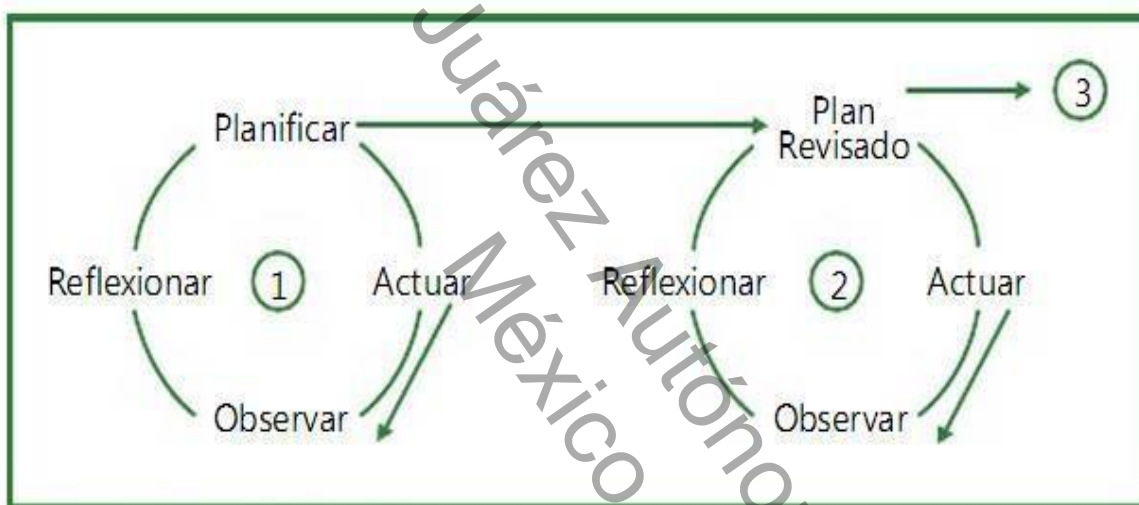 Juárez Autóno
México
Planificar
Reflexionar
1
Actuar
Observar
Plan
Revisado
3
Reflexionar
2
Actuar
Observar